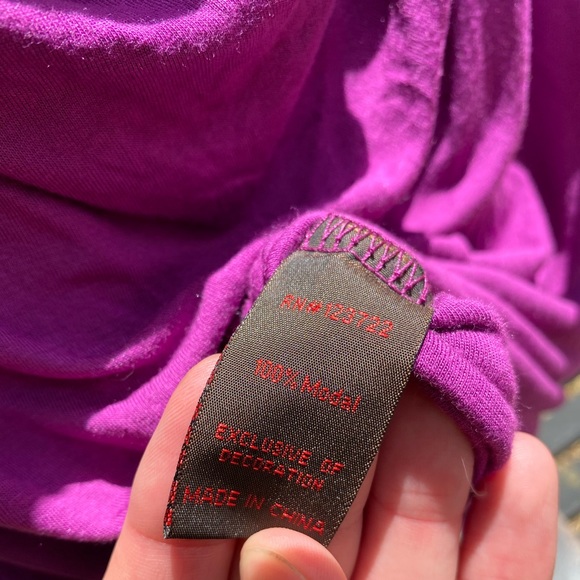 RN#123722
100% Modal
EXCLUSIVE OF
DECORATION
MADE IN CHINA